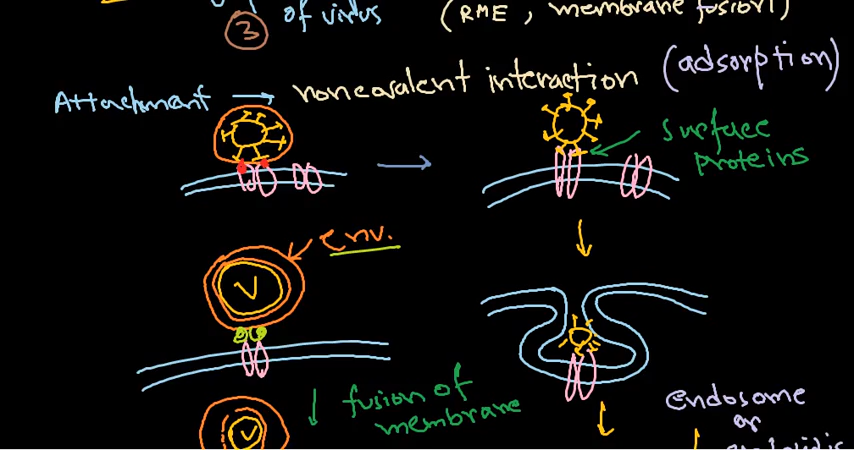 3 of virus (RME, membrane fusion)
Attachment → noncovalent interaction (adsorption)
surface
proteins
env.
V
fusion of
membrane
V
endosome
or